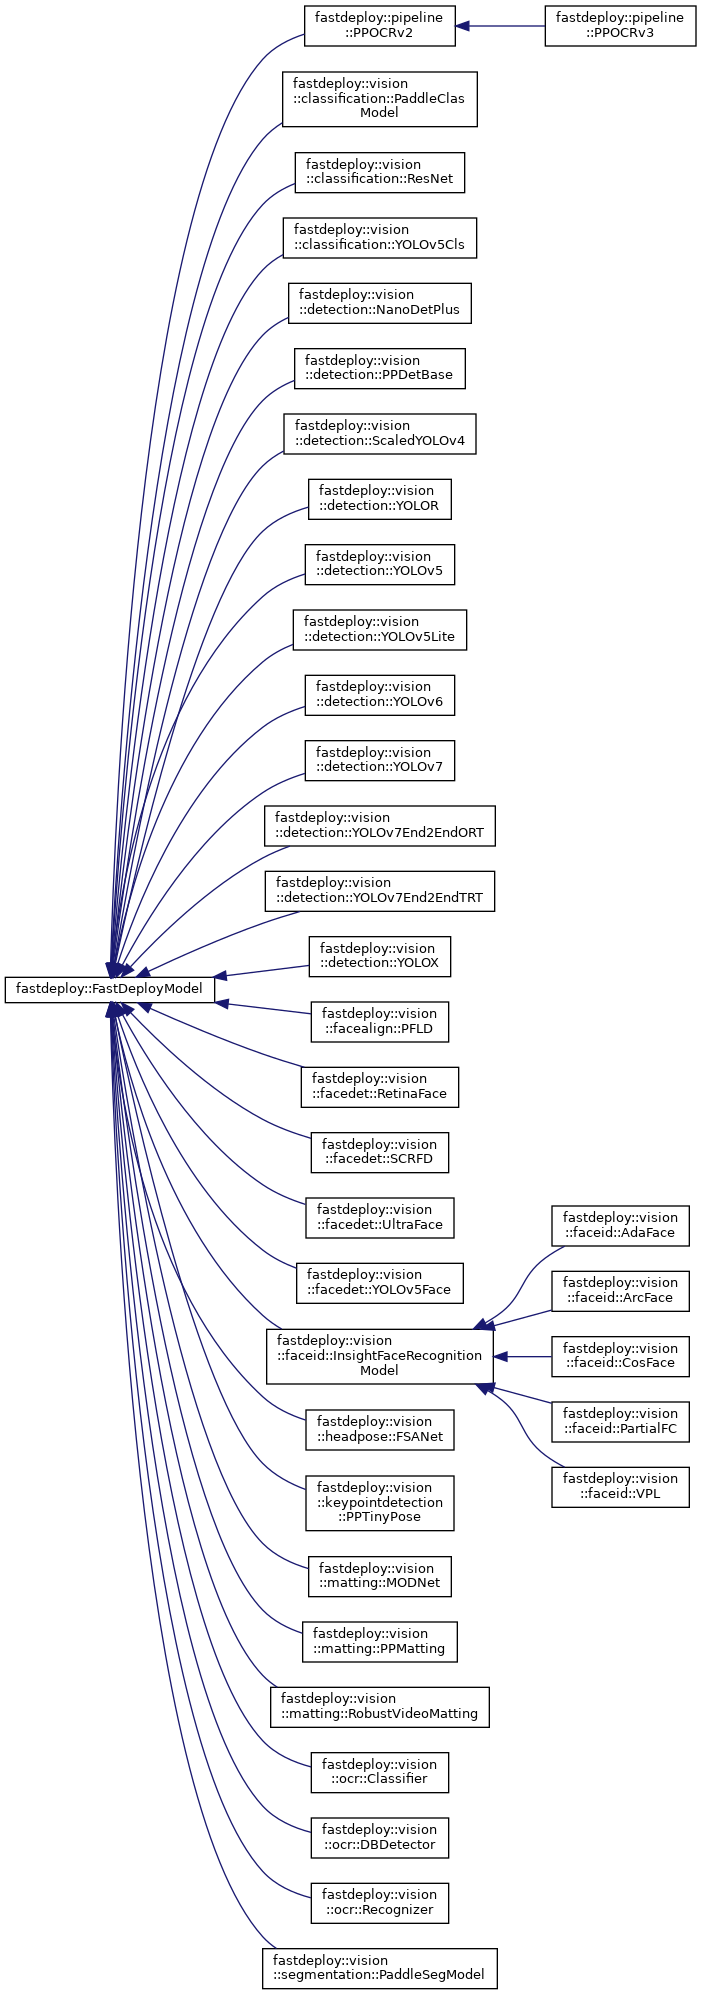 fastdeploy::pipeline
::PPOCRv2
fastdeploy::pipeline
::PPOCRv3
fastdeploy::vision
::classification::PaddleClas
Model
fastdeploy::vision
::classification::ResNet
fastdeploy::vision
::classification::YOLOv5Cls
fastdeploy::vision
::detection::NanoDetPlus
fastdeploy::vision
::detection::PPDetBase
fastdeploy::vision
::detection::ScaledYOLOv4
fastdeploy::vision
::detection::YOLOR
fastdeploy::vision
::detection::YOLOv5
fastdeploy::vision
::detection::YOLOv5Lite
fastdeploy::vision
::detection::YOLOv6
fastdeploy::vision
::detection::YOLOv7
fastdeploy::vision
::detection::YOLOv7End2EndORT
fastdeploy::vision
::detection::YOLOv7End2EndTRT
fastdeploy::vision
::detection::YOLOX
fastdeploy::FastDeployModel
fastdeploy::vision
::facealign::PFLD
fastdeploy::vision
::facedet::RetinaFace
fastdeploy::vision
::facedet::SCRFD
fastdeploy::vision
::facedet::UltraFace
fastdeploy::vision
::facedet::YOLOv5Face
fastdeploy::vision
::faceid::InsightFaceRecognition
Model
fastdeploy::vision
::faceid::AdaFace
fastdeploy::vision
::faceid::ArcFace
fastdeploy::vision
::faceid::CosFace
fastdeploy::vision
::faceid::PartialFC
fastdeploy::vision
::faceid::VPL
fastdeploy::vision
::headpose::FSANet
fastdeploy::vision
::keypointdetection
::PPTinyPose
fastdeploy::vision
::matting::MODNet
fastdeploy::vision
::matting::PPMatting
fastdeploy::vision
::matting::RobustVideoMatting
fastdeploy::vision
::ocr::Classifier
fastdeploy::vision
::ocr::DBDetector
fastdeploy::vision
::ocr::Recognizer
fastdeploy::vision
::segmentation::PaddleSegModel